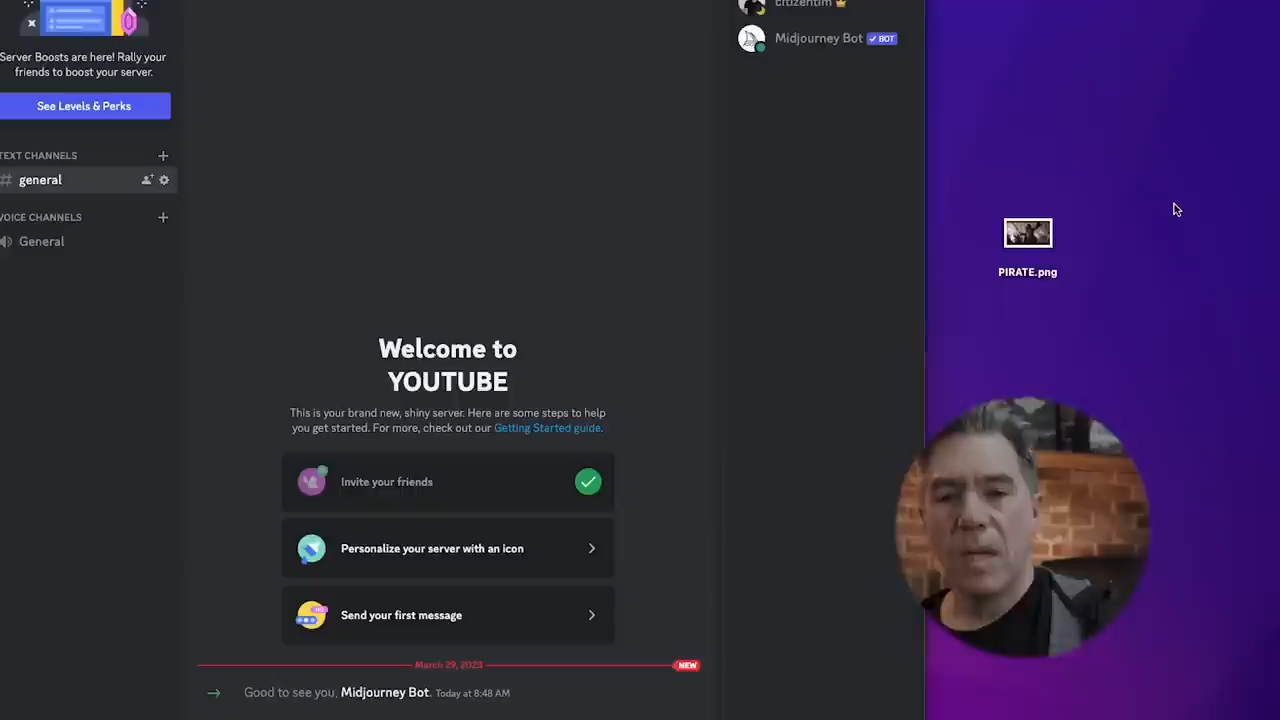 Server Boosts are here! Rally your
friends to boost your server.
See Levels & Perks
TEXT CHANNELS
general
VOICE CHANNELS
General
Welcome to
YOUTUBE
This is your brand new, shiny server. Here are some steps to help
you get started. For more, check out our Getting Started guide.
Invite your friends
Personalize your server with an icon
Send your first message
March 29, 2023
NEW
Good to see you, Midjourney Bot. Today at 8:48 AM
citizentim
Midjourney Bot BOT
PIRATE.png